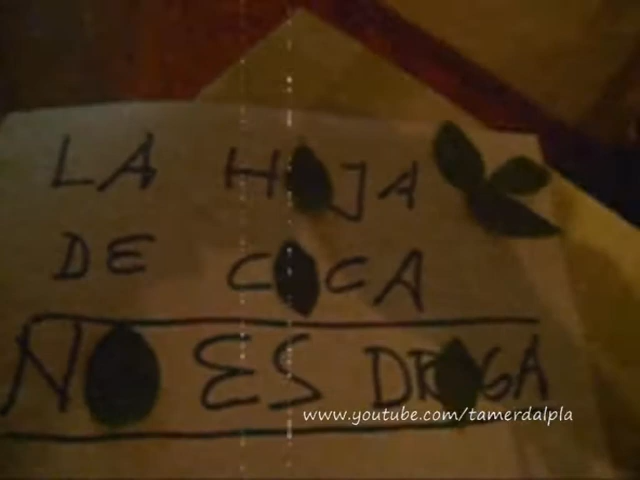 LA HOJA
DE COCA
NO ES DROGA
www.youtube.com/tamerdalpla